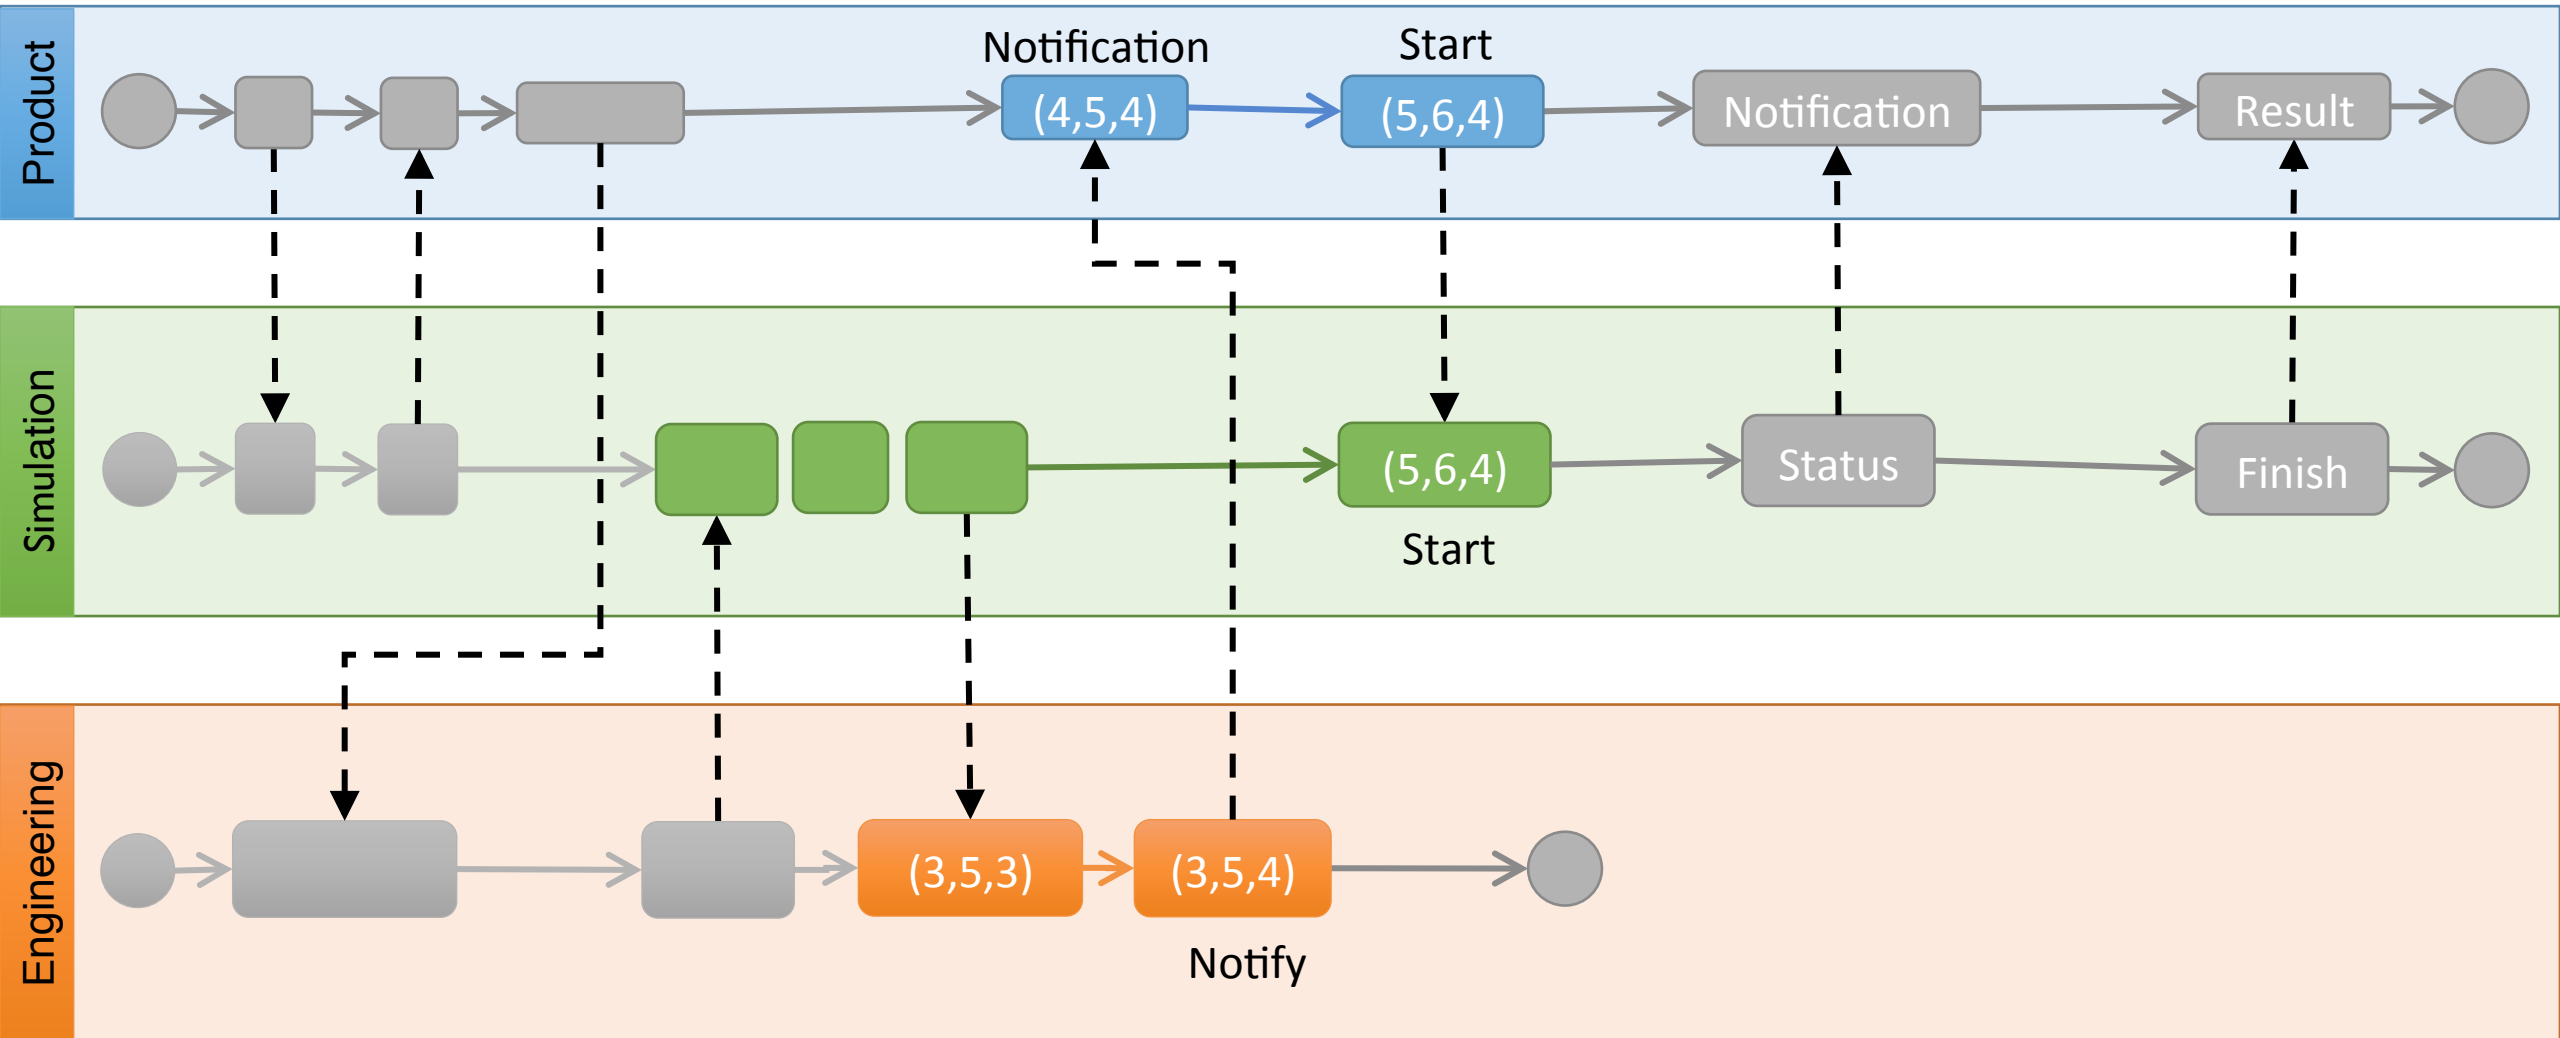 Product
Notification
Start
(4,5,4)
(5,6,4)
Notification
Result
Simulation
(5,6,4)
Status
Finish
Start
Engineering
(3,5,3)
(3,5,4)
Notify